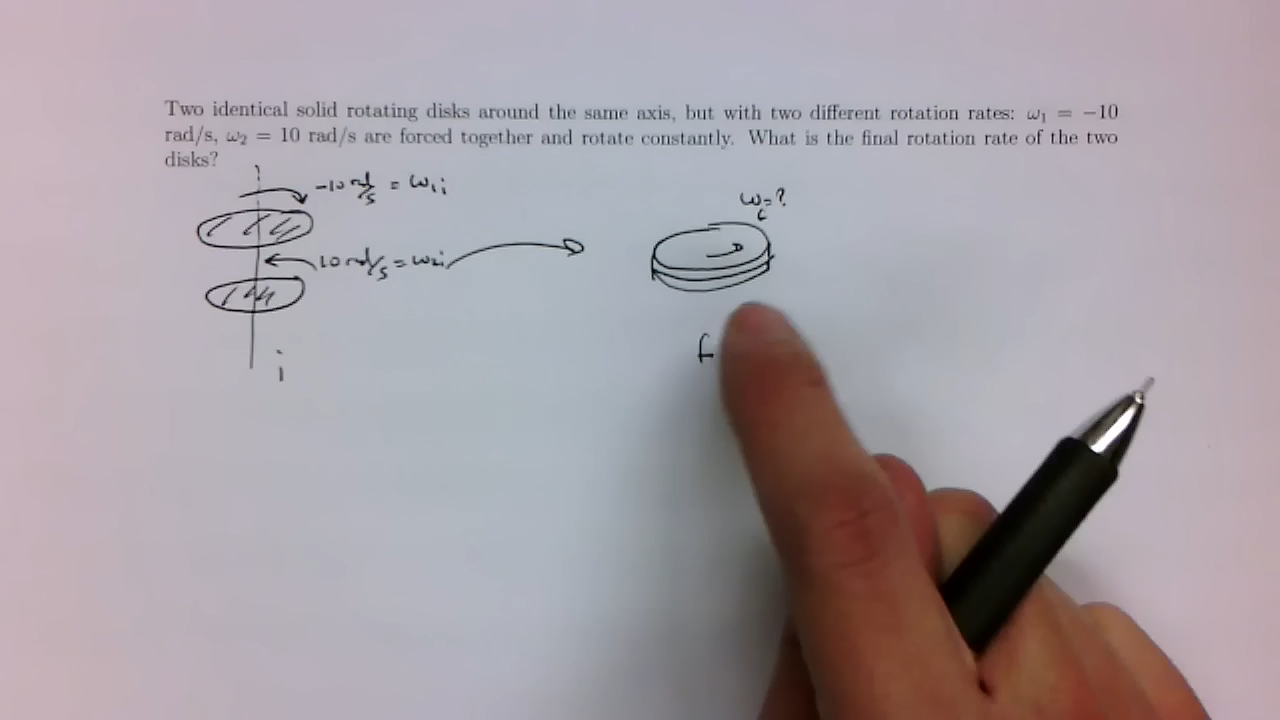 Two identical solid rotating disks around the same axis, but with two different rotation rates: ω₁ = −10
rad/s, ω₂ = 10 rad/s are forced together and rotate constantly. What is the final rotation rate of the two
disks?
-10 rad/s = ω₁ᵢ
ω=?
10 rad/s = ω₂ᵢ
f
i